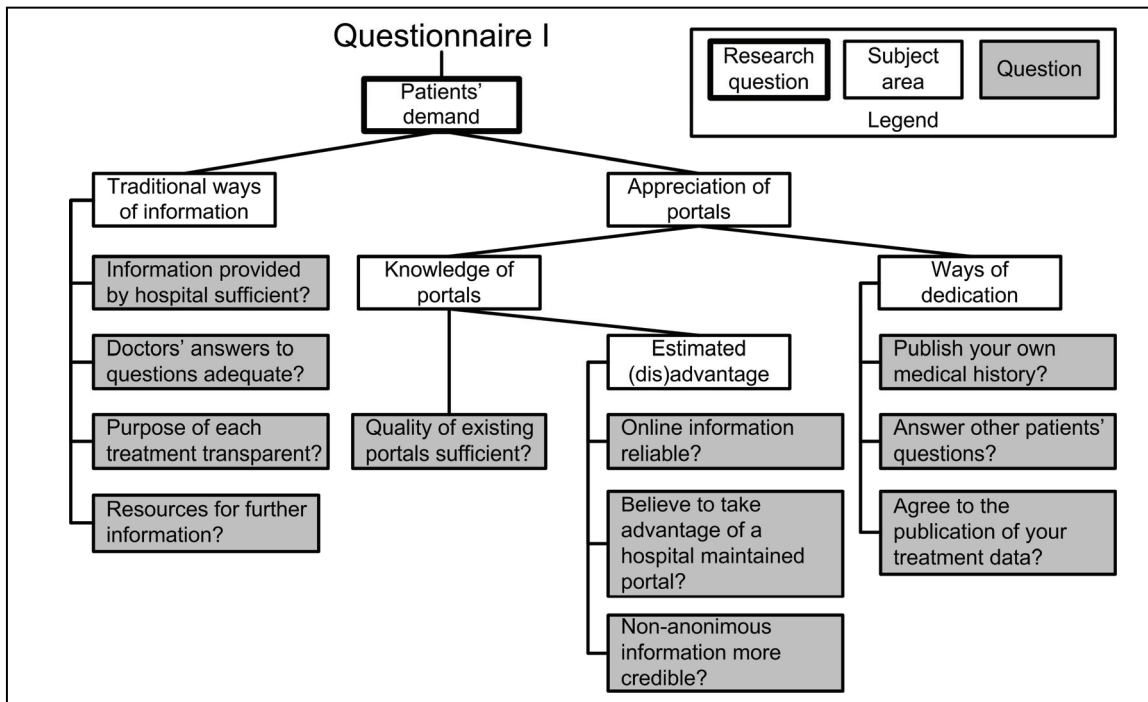 Questionnaire I
Research
question
Subject
area
Question
Legend
Patients’
demand
Traditional ways
of information
Information provided
by hospital sufficient?
Doctors’ answers to
questions adequate?
Purpose of each
treatment transparent?
Resources for further
information?
Appreciation of
portals
Knowledge of
portals
Quality of existing
portals sufficient?
Estimated
(dis)advantage
Online information
reliable?
Believe to take
advantage of a
hospital maintained
portal?
Non-anonimous
information more
credible?
Ways of
dedication
Publish your own
medical history?
Answer other patients’
questions?
Agree to the
publication of your
treatment data?